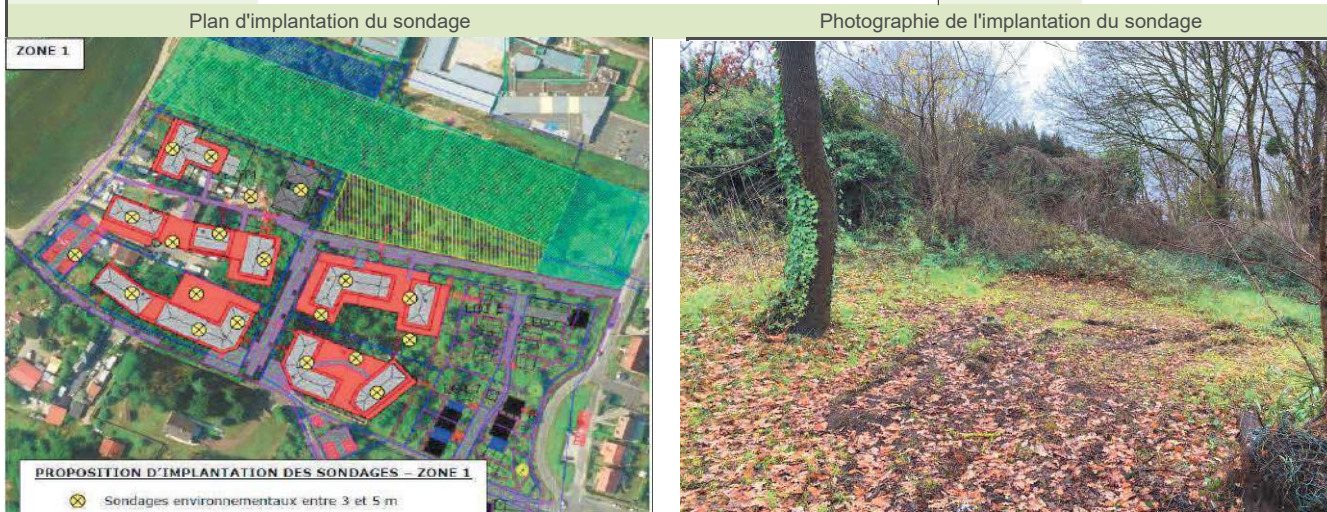 Plan d'implantation du sondage
Photographie de l'implantation du sondage
ZONE 1
PROPOSITION D'IMPLANTATION DES SONDAGES – ZONE 1
Sondages environnementaux entre 3 et 5 m